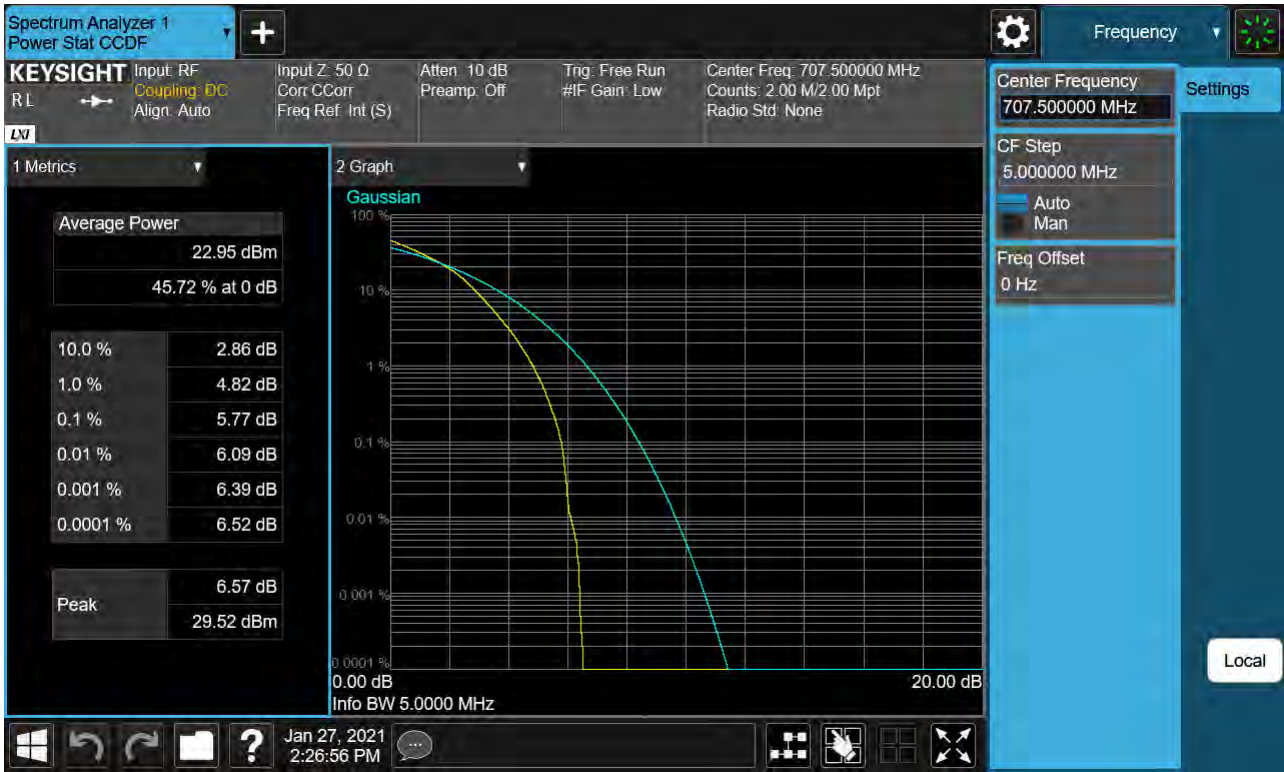 Spectrum Analyzer 1
Power Stat CCDF
+
Frequency
KEYSIGHT
RL
LXI
Input: RF
Coupling: DC
Align: Auto
Input Z: 50 Ω
Corr CCorr
Freq Ref: Int (S)
Atten: 10 dB
Preamp: Off
Trig: Free Run
#IF Gain: Low
Center Freq: 707.500000 MHz
Counts: 2.00 M/2.00 Mpt
Radio Std: None
Center Frequency
707.500000 MHz
Settings
CF Step
5.000000 MHz
Auto
Man
Freq Offset
0 Hz
1 Metrics
Average Power
22.95 dBm
45.72 % at 0 dB
10.0 % 2.86 dB
1.0 % 4.82 dB
0.1 % 5.77 dB
0.01 % 6.09 dB
0.001 % 6.39 dB
0.0001 % 6.52 dB
Peak
6.57 dB
29.52 dBm
2 Graph
Gaussian
100 %
10 %
1 %
0.1 %
0.01 %
0.001 %
0.0001 %
0.00 dB 20.00 dB
Info BW 5.0000 MHz
Local
?
Jan 27, 2021
2:26:56 PM